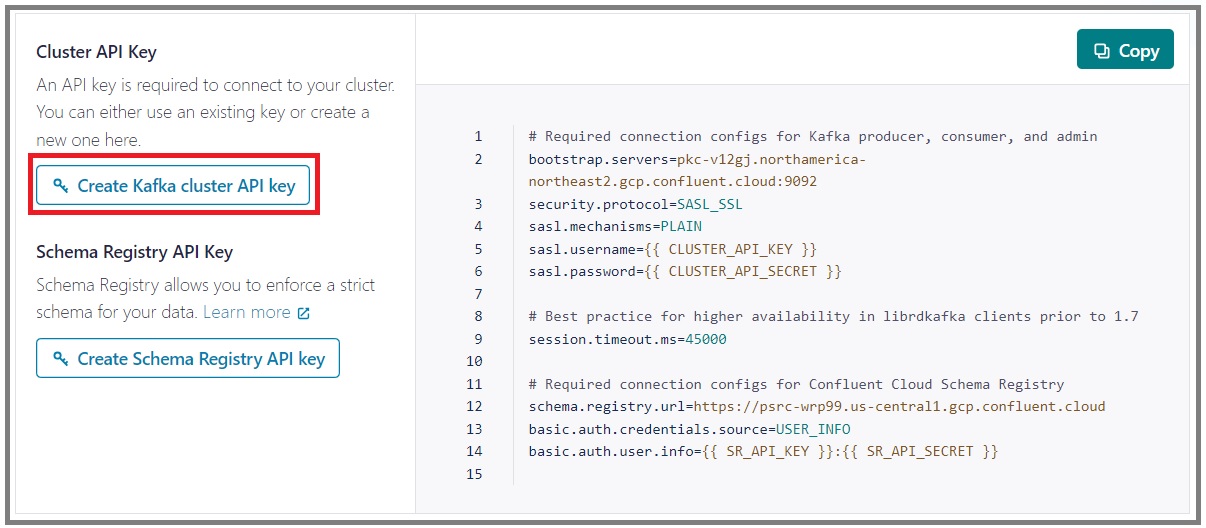 Cluster API Key
An API key is required to connect to your cluster.
You can either use an existing key or create a
new one here.
Create Kafka cluster API key
Schema Registry API Key
Schema Registry allows you to enforce a strict
schema for your data. Learn more
Create Schema Registry API key
Copy
1 # Required connection configs for Kafka producer, consumer, and admin
2 bootstrap.servers=pkc-v12gj.northamerica-
northeast2.gcp.confluent.cloud:9092
3 security.protocol=SASL_SSL
4 sasl.mechanisms=PLAIN
5 sasl.username={{ CLUSTER_API_KEY }}
6 sasl.password={{ CLUSTER_API_SECRET }}
7
8 # Best practice for higher availability in librdkafka clients prior to 1.7
9 session.timeout.ms=45000
10
11 # Required connection configs for Confluent Cloud Schema Registry
12 schema.registry.url=https://psrc-wrp99.us-central1.gcp.confluent.cloud
13 basic.auth.credentials.source=USER_INFO
14 basic.auth.user.info={{ SR_API_KEY }}:{{ SR_API_SECRET }}
15